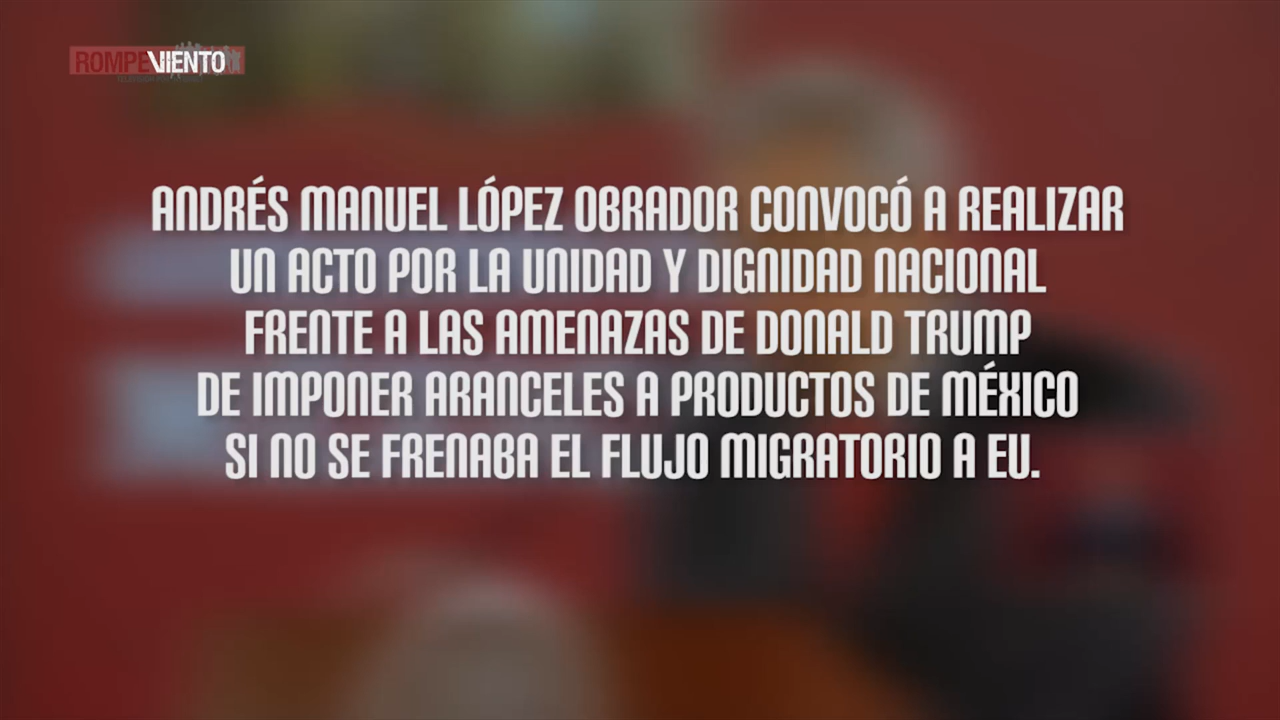 ROMPEVIENTO
ANDRÉS MANUEL LÓPEZ OBRADOR CONVOCÓ A REALIZAR
UN ACTO POR LA UNIDAD Y DIGNIDAD NACIONAL
FRENTE A LAS AMENAZAS DE DONALD TRUMP
DE IMPONER ARANCELES A PRODUCTOS DE MÉXICO
SI NO SE FRENABA EL FLUJO MIGRATORIO A EU.